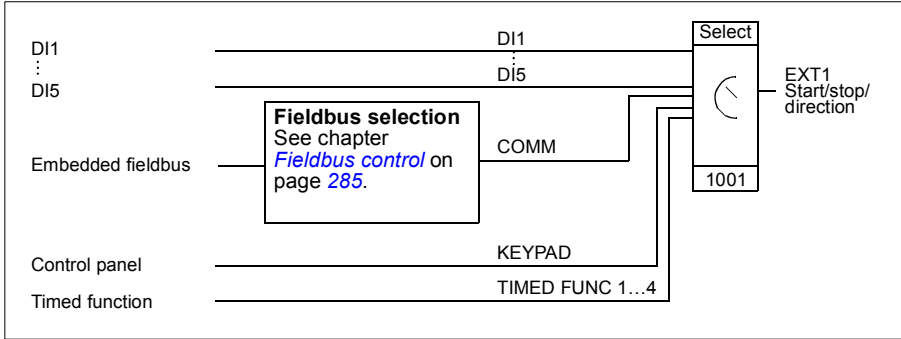 DI1
DI1
Select
DI5
DI5
EXT1
Start/stop/
direction
Fieldbus selection
See chapter
Fieldbus control on
page 285.
Embedded fieldbus
COMM
1001
Control panel
KEYPAD
Timed function
TIMED FUNC 1…4